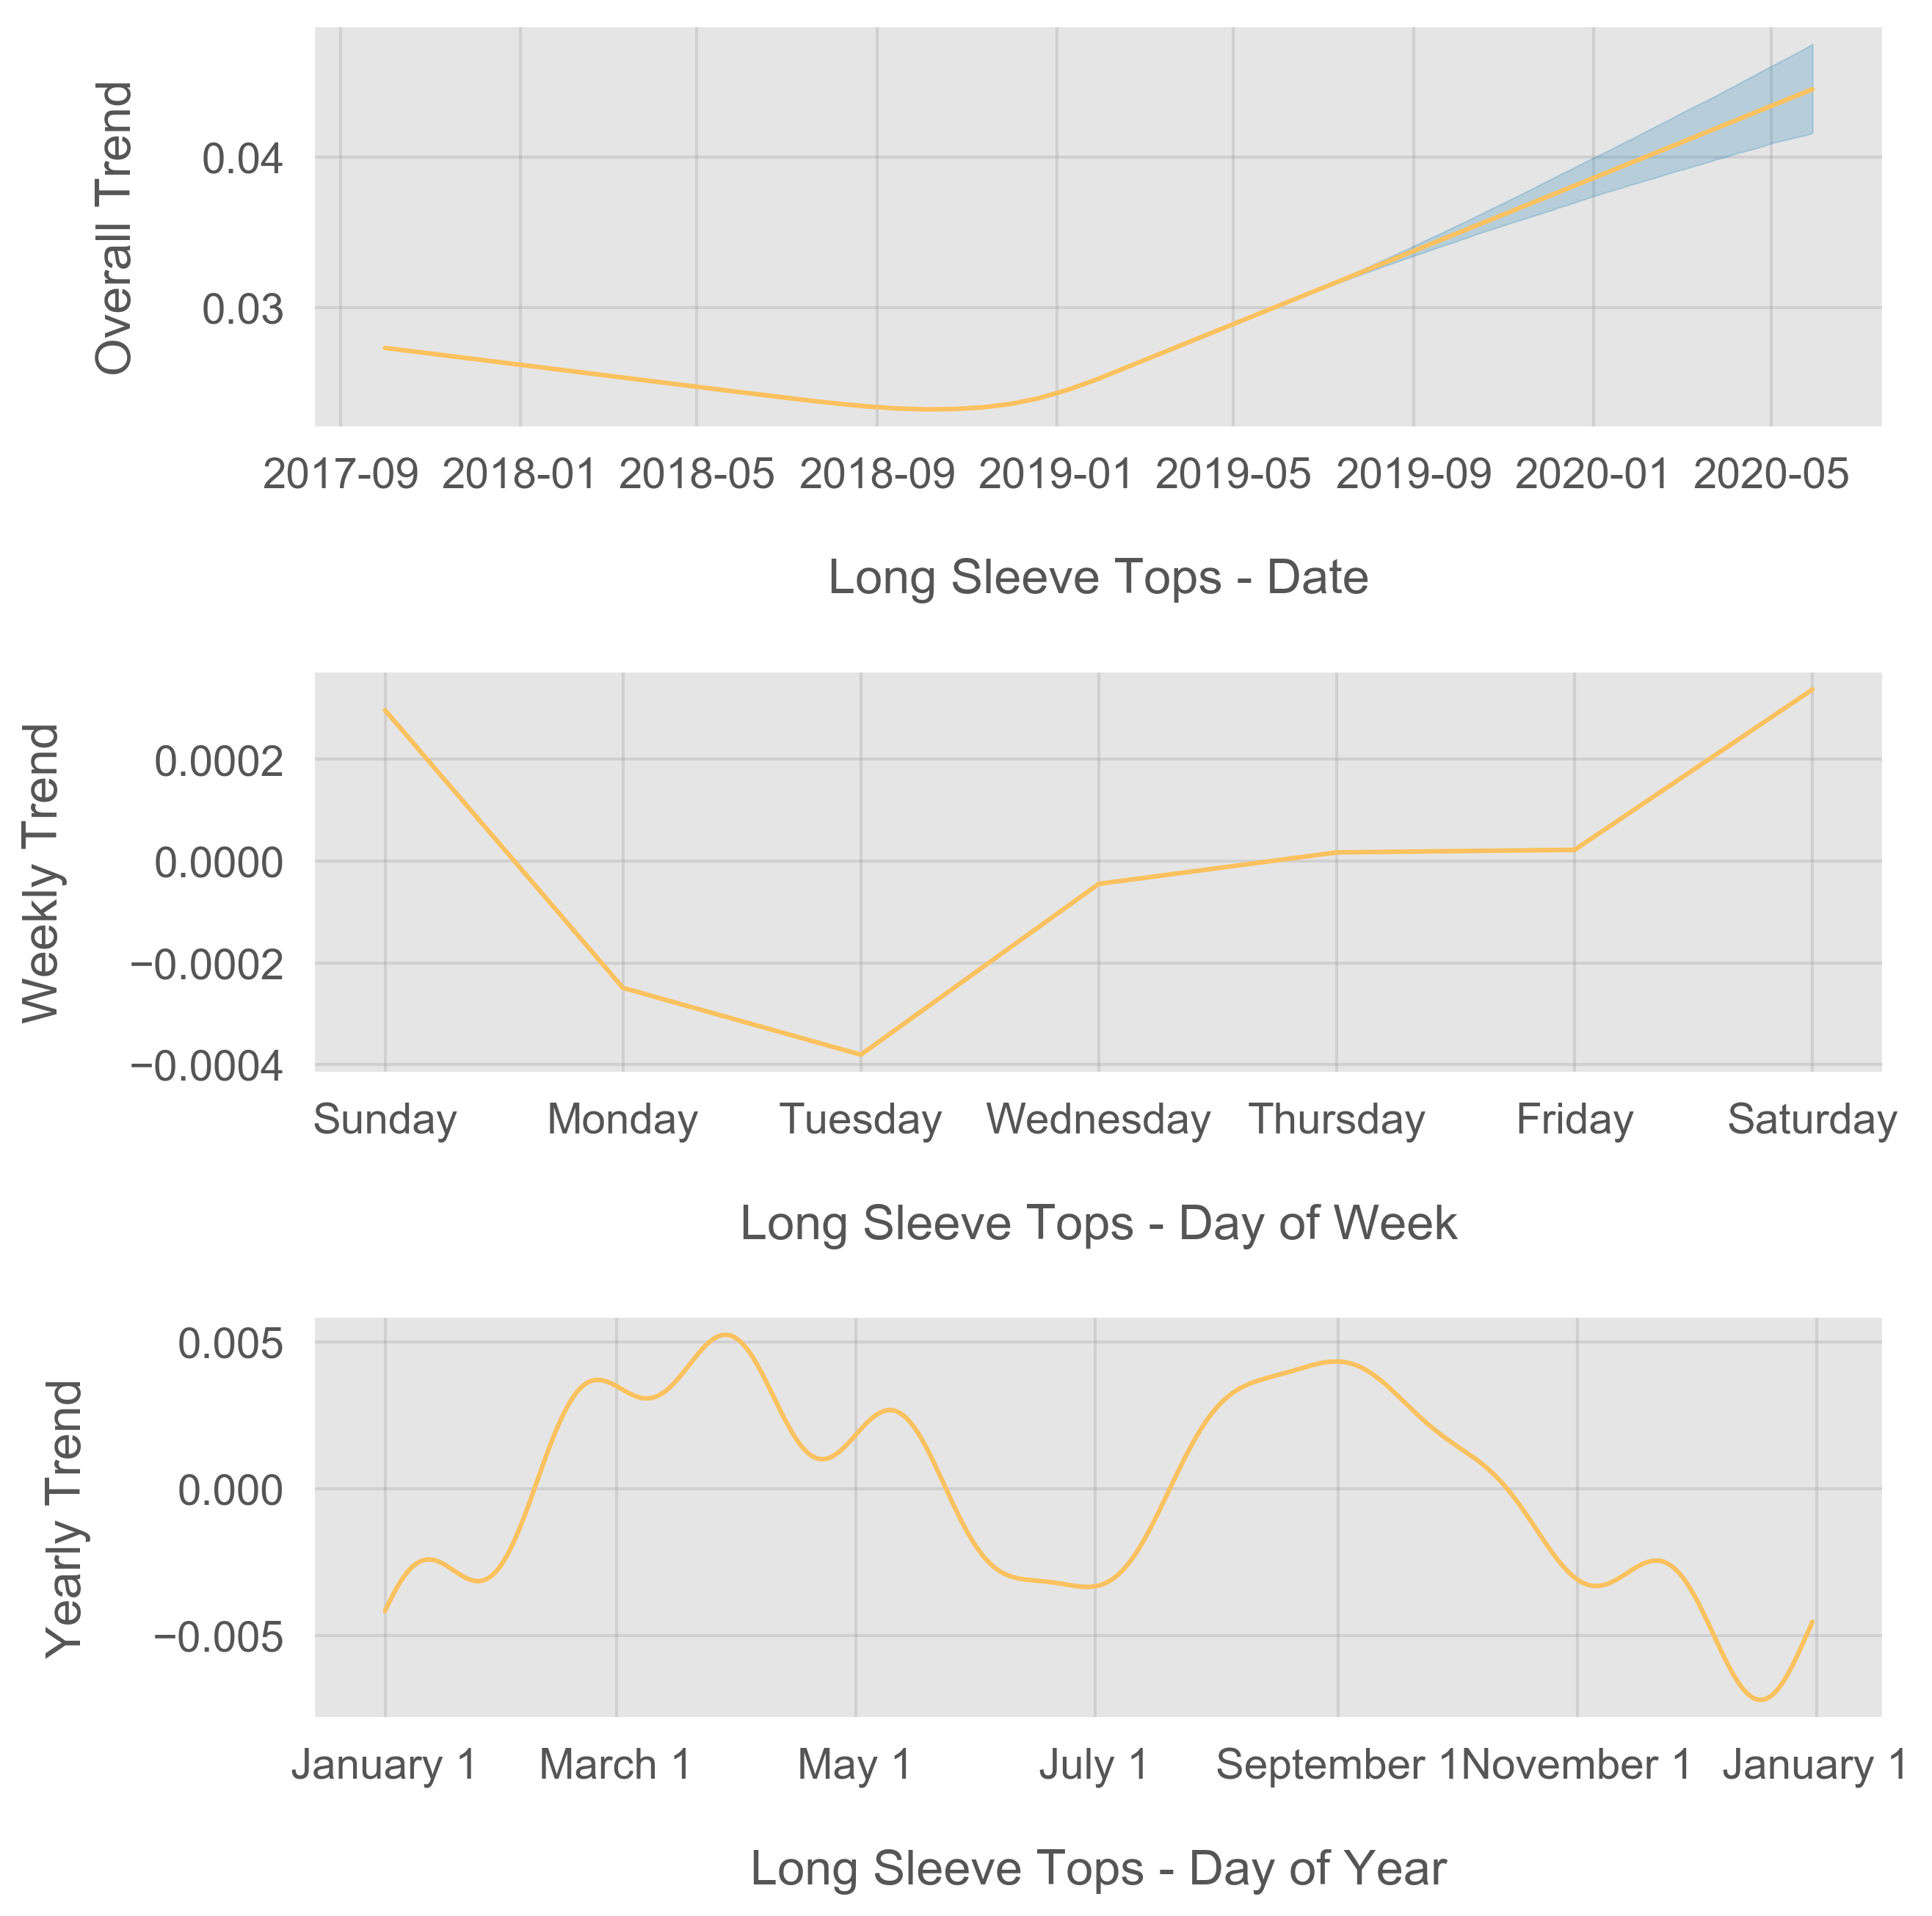 Overall Trend
0.04
0.03
2017-09 2018-01 2018-05 2018-09 2019-01 2019-05 2019-09 2020-01 2020-05
Long Sleeve Tops - Date
Weekly Trend
0.0002
0.0000
−0.0002
−0.0004
Sunday Monday Tuesday Wednesday Thursday Friday Saturday
Long Sleeve Tops - Day of Week
Yearly Trend
0.005
0.000
−0.005
January 1 March 1 May 1 July 1 September 1 November 1 January 1
Long Sleeve Tops - Day of Year